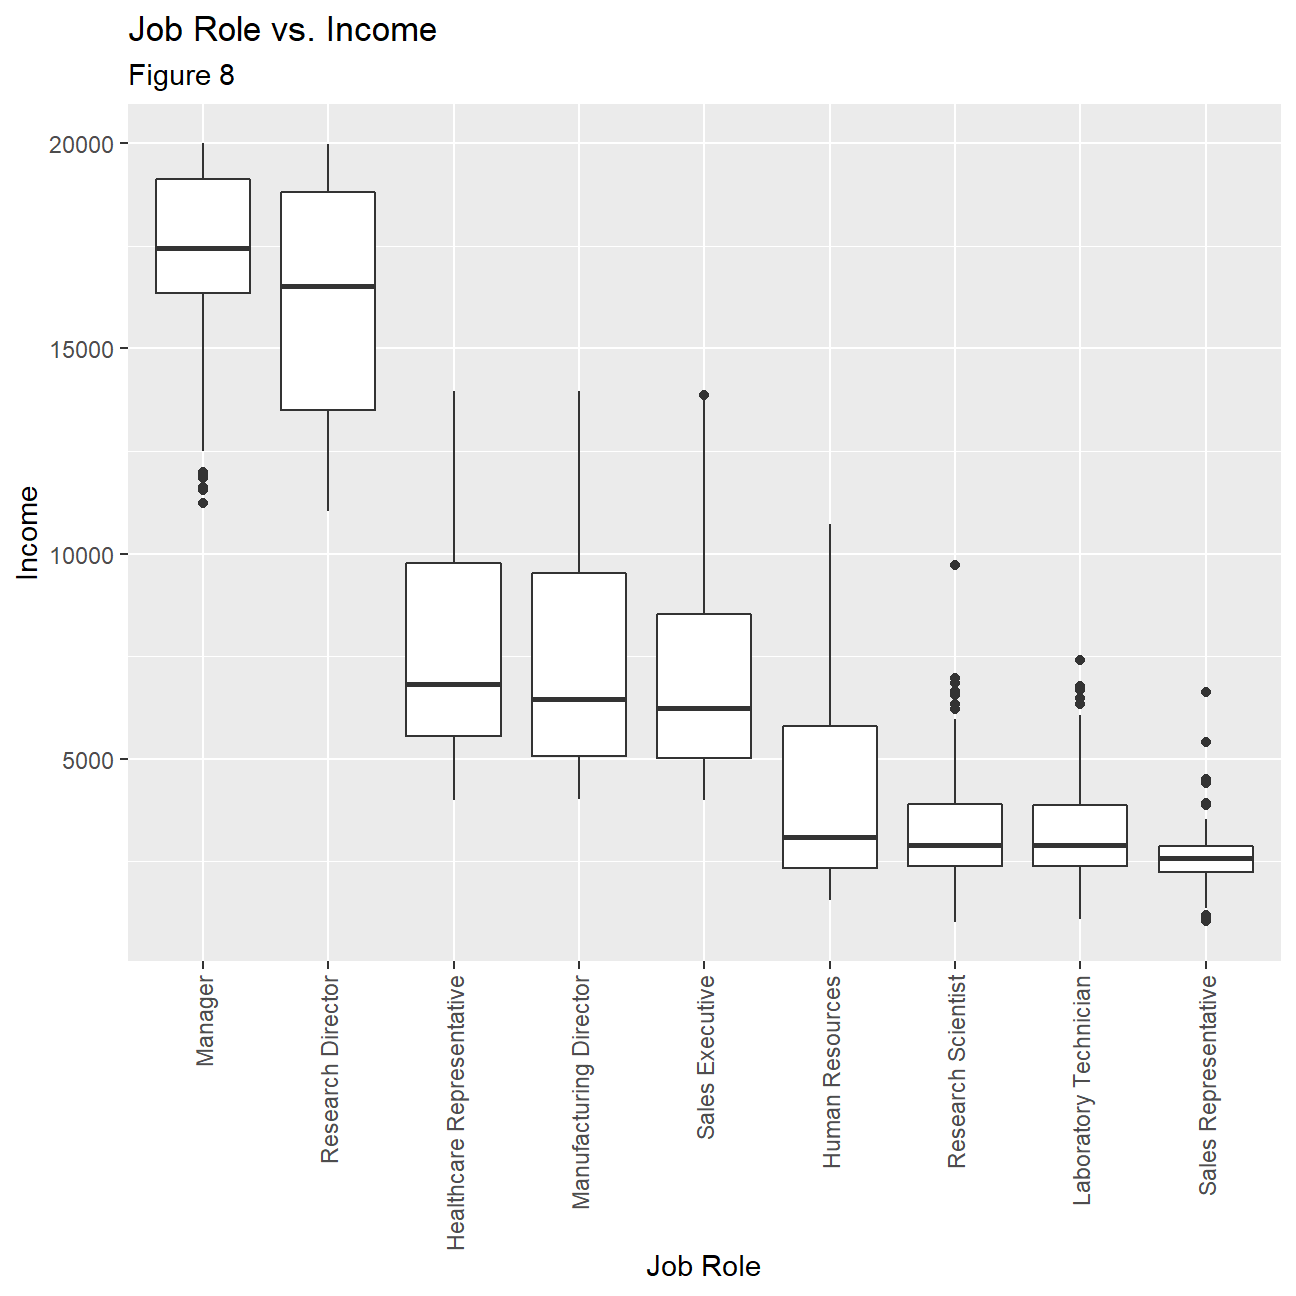 Job Role vs. Income
Figure 8
20000
15000
10000
5000
Income
Manager
Research Director
Healthcare Representative
Manufacturing Director
Sales Executive
Human Resources
Research Scientist
Laboratory Technician
Sales Representative
Job Role